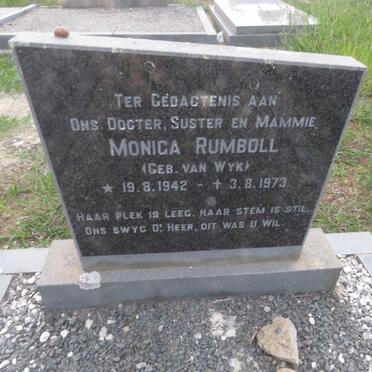 TER GEDAGTENIS AAN
ONS DOGTER, SUSTER EN MAMMIE
MONICA RUMBOLL
(GEB. VAN WYK)
★ 19.8.1942 - ✝ 3.8.1973
HAAR PLEK IS LEEG, HAAR STEM IS STIL,
ONS SWYG O! HEER, DIT WAS U WIL.